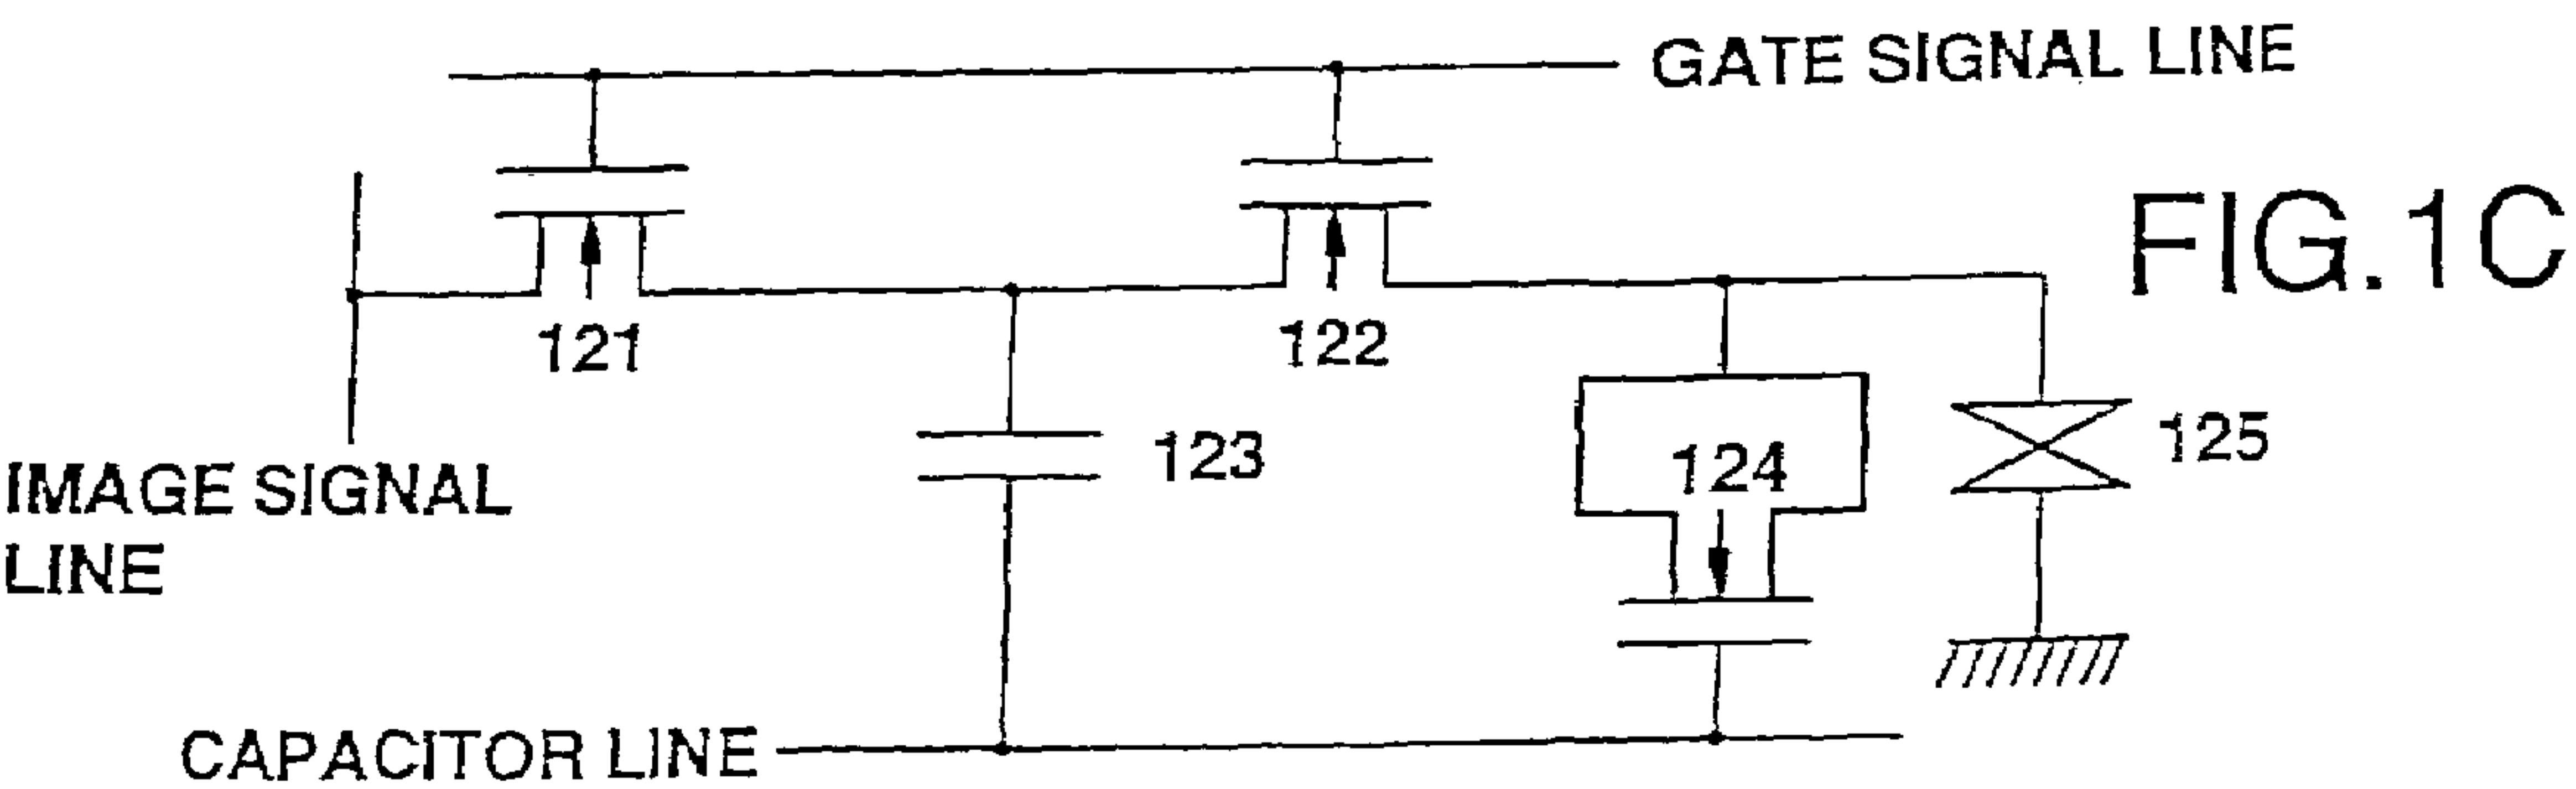 GATE SIGNAL LINE
FIG.1C
121
122
123
124
125
IMAGE SIGNAL
LINE
CAPACITOR LINE